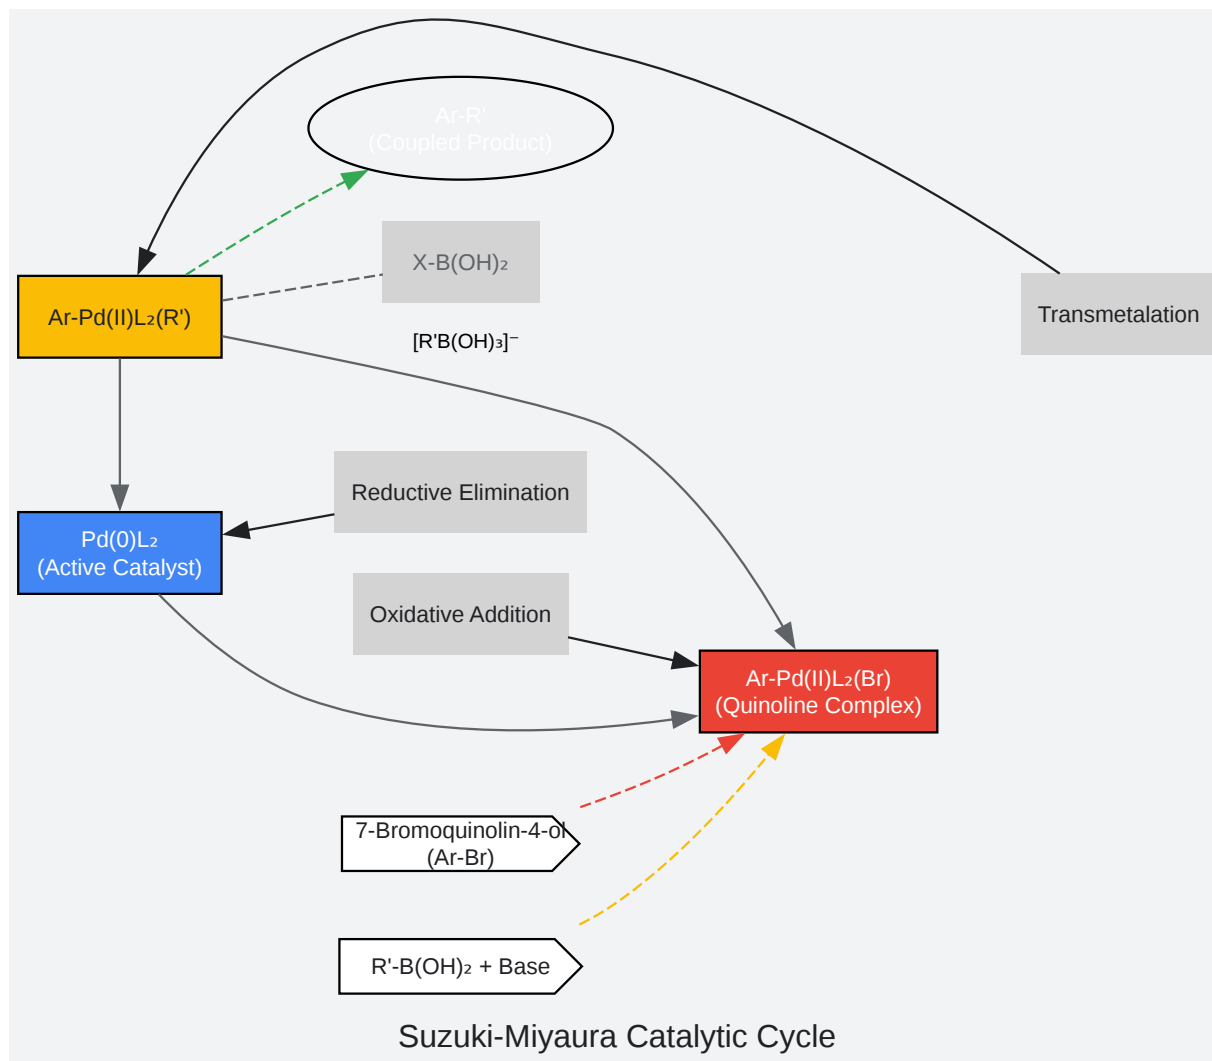 Ar-R'
(Coupled Product)
X-B(OH)₂
Ar-Pd(II)L₂(R')
Transmetalation
[R'B(OH)₃]⁻
Reductive Elimination
Pd(0)L₂
(Active Catalyst)
Oxidative Addition
Ar-Pd(II)L₂(Br)
(Quinoline Complex)
7-Bromoquinolin-4-ol
(Ar-Br)
R'-B(OH)₂ + Base
Suzuki-Miyaura Catalytic Cycle